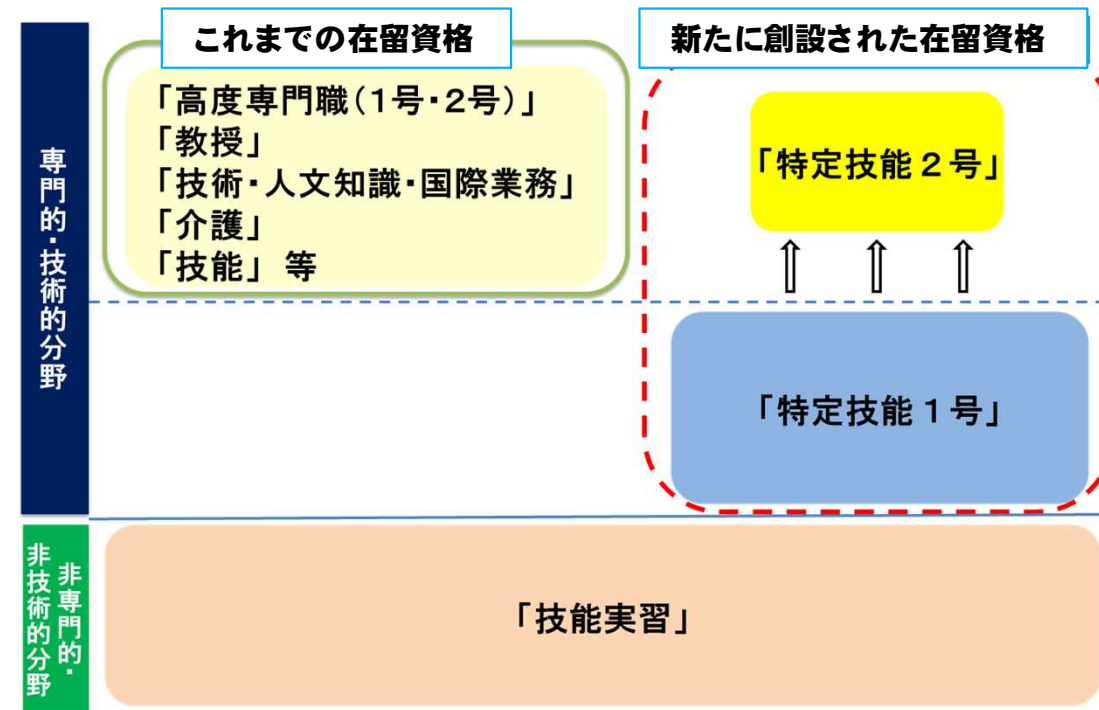 これまでの在留資格
新たに創設された在留資格
専門的・技術的分野
「高度専門職(1号・2号)」
「教授」
「技術・人文知識・国際業務」
「介護」
「技能」 等
「特定技能2号」
「特定技能1号」
非専門的・
非技術的分野
「技能実習」